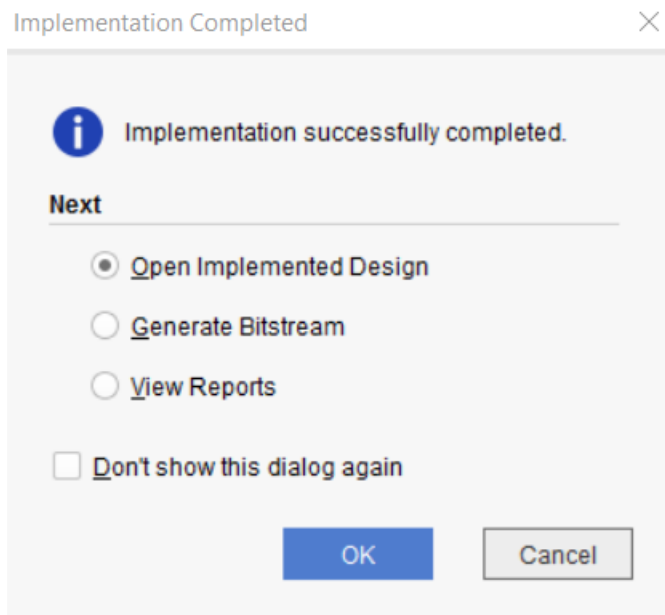 Implementation Completed
Implementation successfully completed.
Next
Open Implemented Design
Generate Bitstream
View Reports
Don't show this dialog again
OK
Cancel